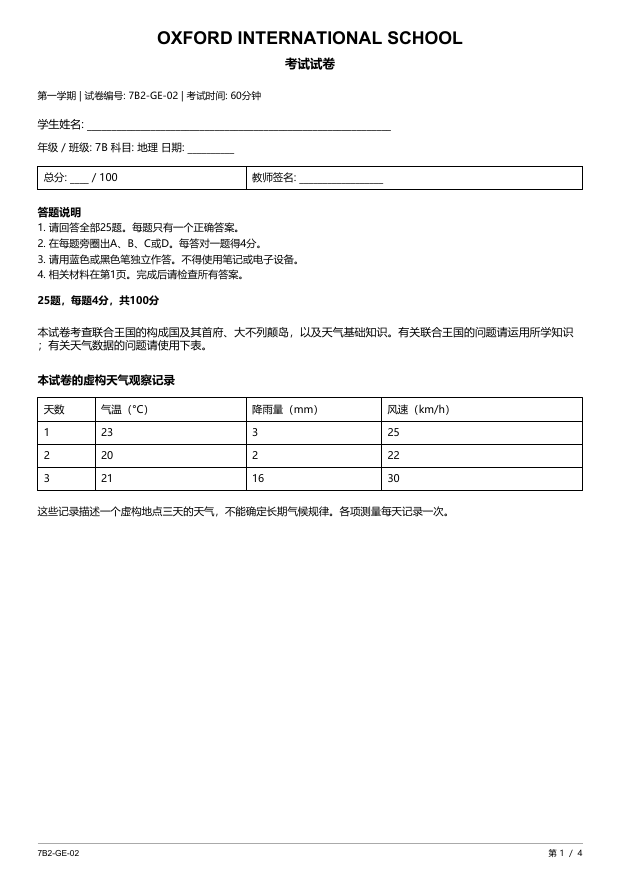 OXFORD INTERNATIONAL SCHOOL
考试试卷
第一学期 | 试卷编号: 7B2-GE-02 | 考试时间: 60分钟
学生姓名: ______________________________________________________
年级 / 班级: 7B 科目: 地理 日期: ________
总分: ___ / 100 教师签名: _______________
答题说明
1. 请回答全部25题。每题只有一个正确答案。
2. 在每题旁圈出A、B、C或D。每答对一题得4分。
3. 请用蓝色或黑色笔独立作答。不得使用笔记或电子设备。
4. 相关材料在第1页。完成后请检查所有答案。
25题，每题4分，共100分
本试卷考查联合王国的构成国及其首府、大不列颠岛，以及天气基础知识。有关联合王国的问题请运用所学知识
；有关天气数据的问题请使用下表。
本试卷的虚构天气观察记录
天数 气温（°C） 降雨量（mm） 风速（km/h）
1 23 3 25
2 20 2 22
3 21 16 30
这些记录描述一个虚构地点三天的天气，不能确定长期气候规律。各项测量每天记录一次。
7B2-GE-02 第 1 / 4